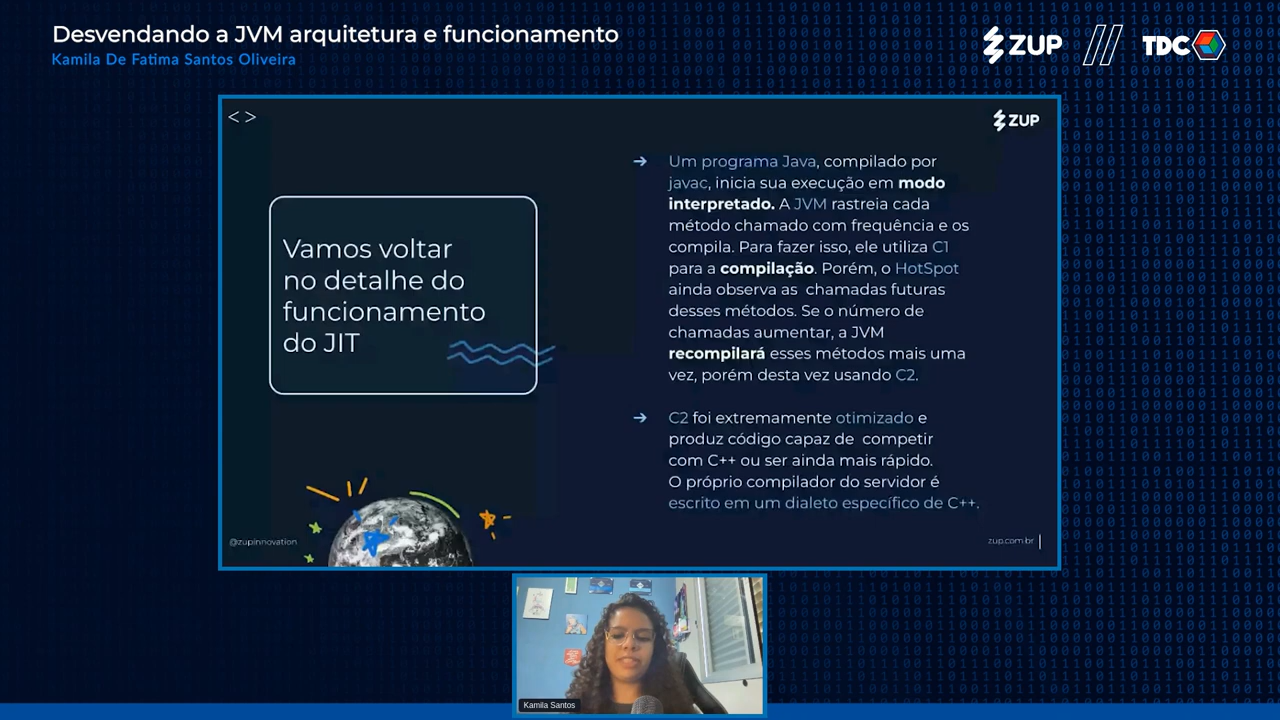 Desvendando a JVM arquitetura e funcionamento
Kamila De Fatima Santos Oliveira
ZUP
TDC
< >
ZUP
Vamos voltar
no detalhe do
funcionamento
do JIT
→ Um programa Java, compilado por
javac, inicia sua execução em modo
interpretado. A JVM rastreia cada
método chamado com frequência e os
compila. Para fazer isso, ele utiliza C1
para a compilação. Porém, o HotSpot
ainda observa as chamadas futuras
desses métodos. Se o número de
chamadas aumentar, a JVM
recompilará esses métodos mais uma
vez, porém desta vez usando C2.
→ C2 foi extremamente otimizado e
produz código capaz de competir
com C++ ou ser ainda mais rápido.
O próprio compilador do servidor é
escrito em um dialeto específico de C++.
@zupinnovation
zup.com.br
Kamila Santos